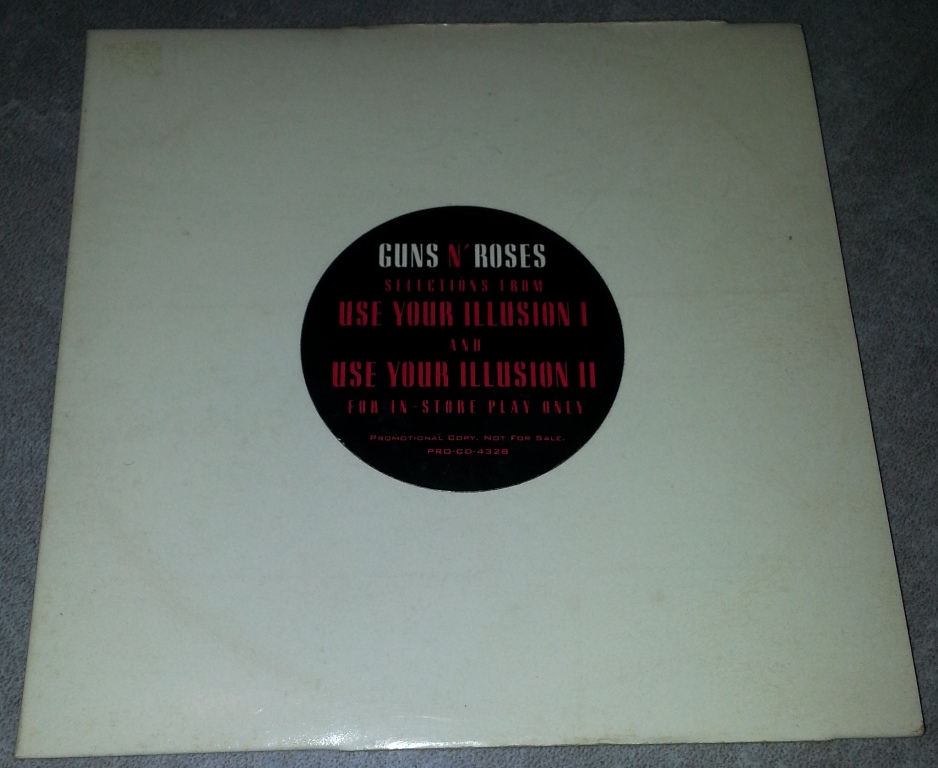 GUNS N' ROSES
SELECTIONS FROM
USE YOUR ILLUSION I
AND
USE YOUR ILLUSION II
FOR IN-STORE PLAY ONLY
PROMOTIONAL COPY. NOT FOR SALE.
PRO-CD-4328